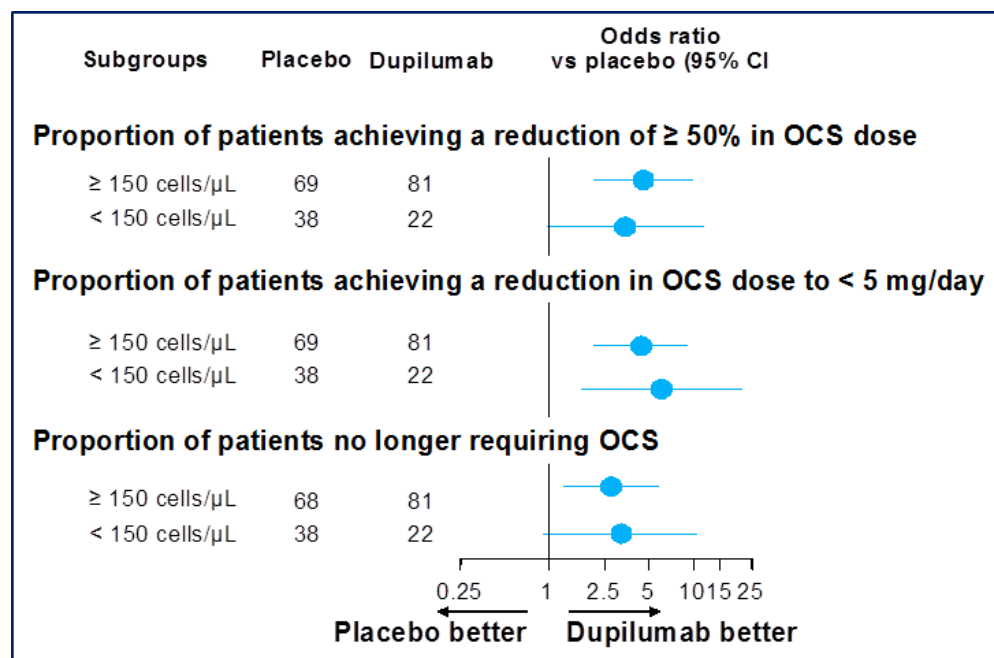 Subgroups Placebo Dupilumab Odds ratio
vs placebo (95% CI
Proportion of patients achieving a reduction of ≥ 50% in OCS dose
≥ 150 cells/µL 69 81
< 150 cells/µL 38 22
Proportion of patients achieving a reduction in OCS dose to < 5 mg/day
≥ 150 cells/µL 69 81
< 150 cells/µL 38 22
Proportion of patients no longer requiring OCS
≥ 150 cells/µL 68 81
< 150 cells/µL 38 22
0.25 1 2.5 5 10 15 25
Placebo better Dupilumab better